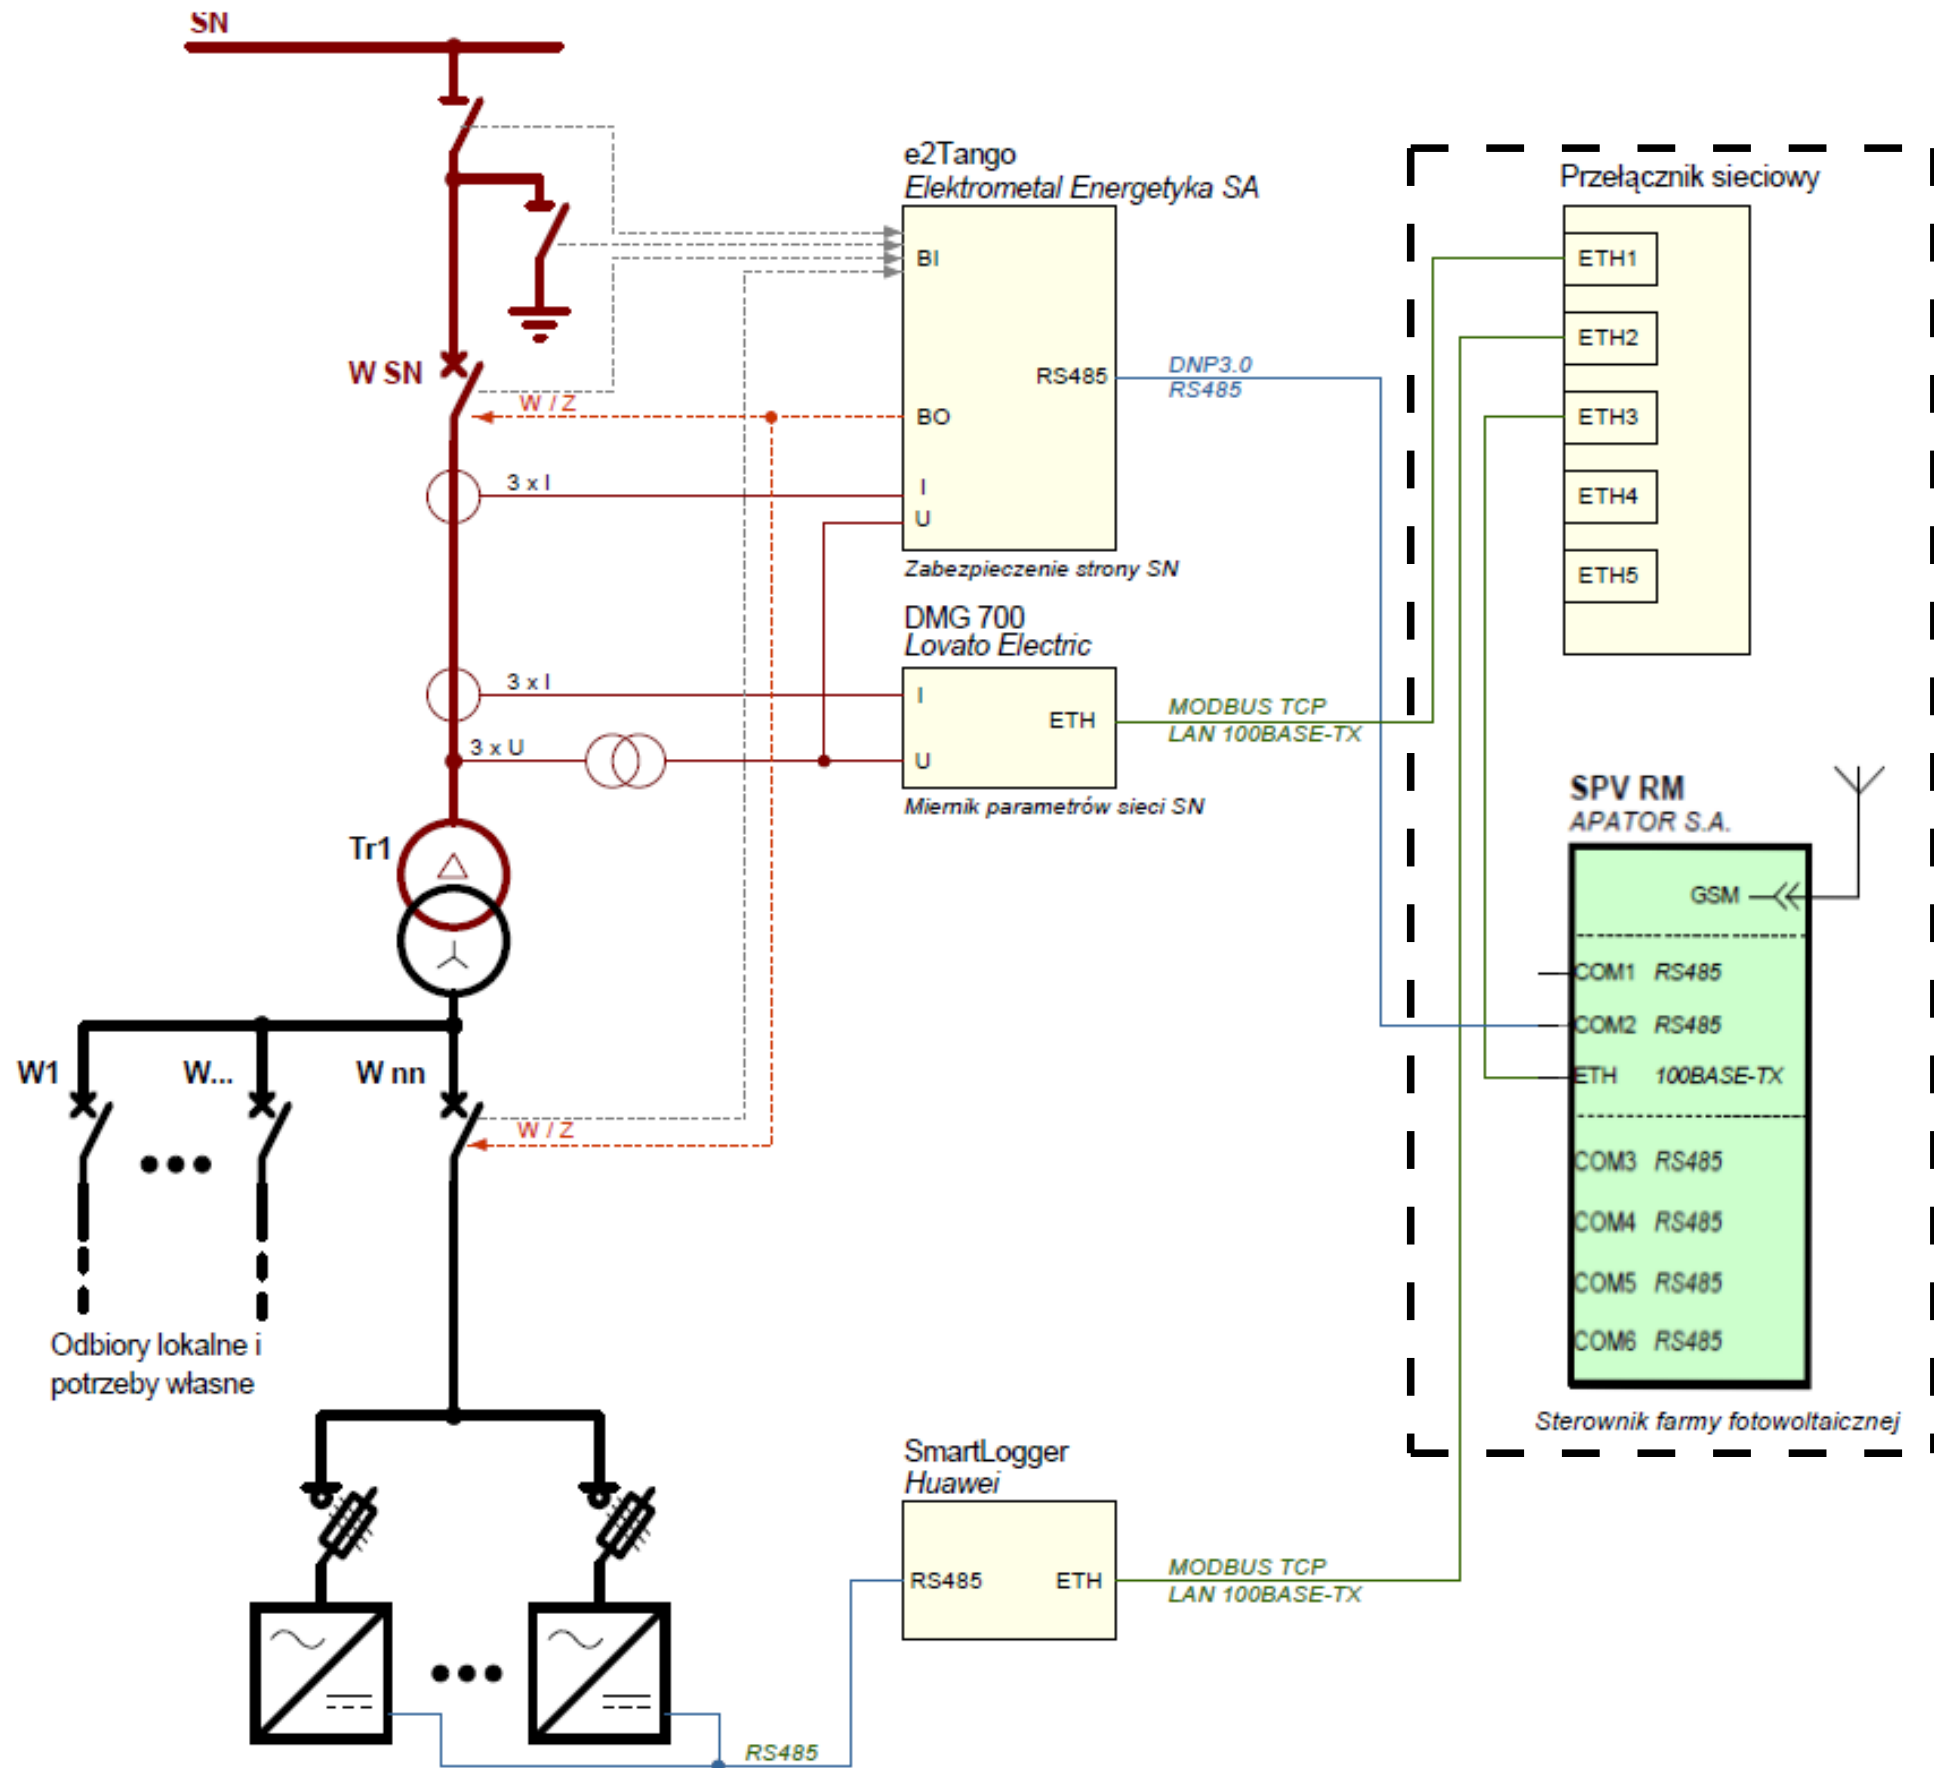 SN
e2Tango
Elektrometal Energetyka SA
BI
RS485
BO
I
U
Zabezpieczenie strony SN
DNP3.0
RS485
W SN
W / Z
3 x I
DMG 700
Lovato Electric
I
ETH
U
Miernik parametrów sieci SN
3 x I
3 x U
MODBUS TCP
LAN 100BASE-TX
Przełącznik sieciowy
ETH1
ETH2
ETH3
ETH4
ETH5
SPV RM
APATOR S.A.
GSM
COM1 RS485
COM2 RS485
ETH 100BASE-TX
COM3 RS485
COM4 RS485
COM5 RS485
COM6 RS485
Sterownik farmy fotowoltaicznej
Tr1
W1
W...
W nn
W / Z
Odbiory lokalne i
potrzeby własne
SmartLogger
Huawei
RS485
ETH
MODBUS TCP
LAN 100BASE-TX
RS485